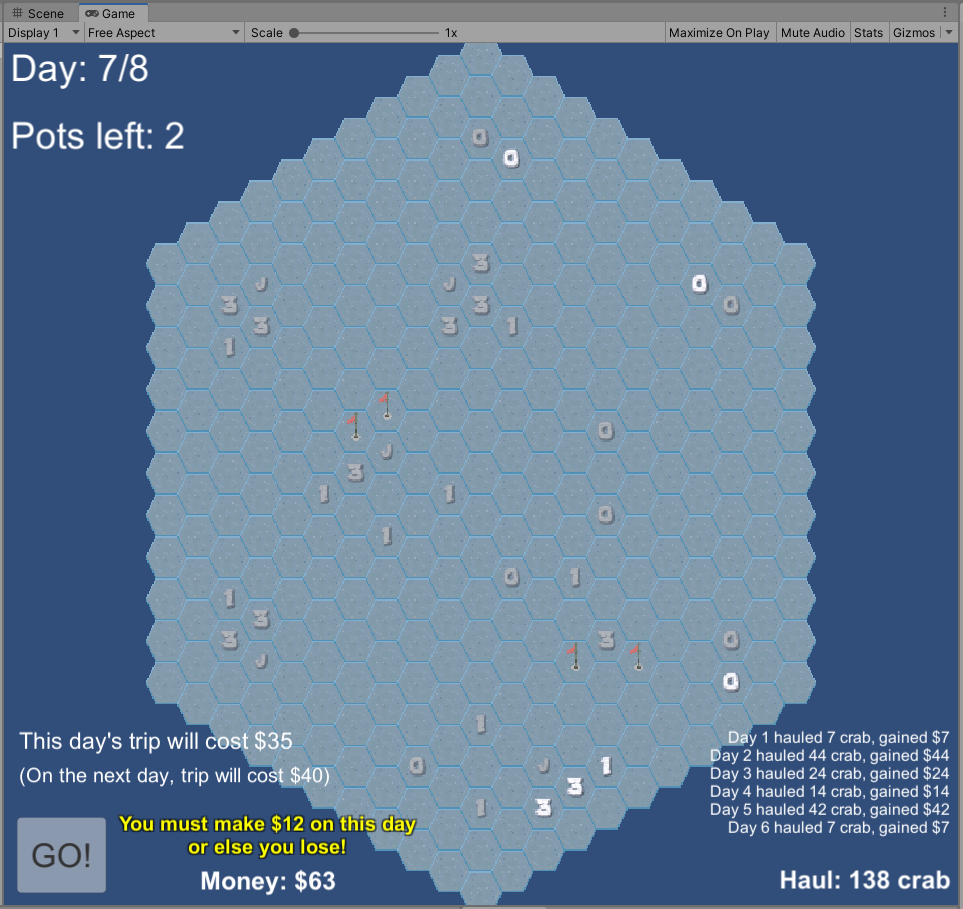 Scene Game
Display 1 Free Aspect Scale 1x Maximize On Play Mute Audio Stats Gizmos
Day: 7/8
Pots left: 2
0
0
3
J J 0
3 3 0
3 3 1
1
0
J
3
1 1
0
1
0 1
1
3
3 3 0
J
0
1
0 J 1
3
1 3
This day's trip will cost $35
(On the next day, trip will cost $40)
GO!
You must make $12 on this day
or else you lose!
Money: $63
Day 1 hauled 7 crab, gained $7
Day 2 hauled 44 crab, gained $44
Day 3 hauled 24 crab, gained $24
Day 4 hauled 14 crab, gained $14
Day 5 hauled 42 crab, gained $42
Day 6 hauled 7 crab, gained $7
Haul: 138 crab